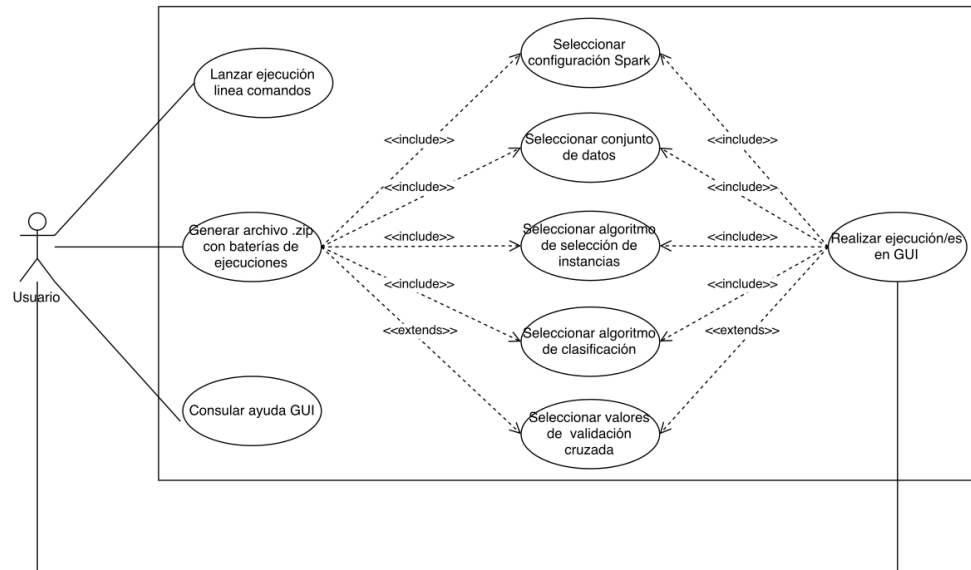 Seleccionar
configuración Spark
Lanzar ejecución
linea comandos
<<include>>
<<include>>
Seleccionar conjunto
de datos
<<include>>
<<include>>
Usuario
Generar archivo .zip
con baterías de
ejecuciones
<<include>>
Seleccionar algoritmo
de selección de
instancias
<<include>>
Realizar ejecución/es
en GUI
<<include>>
<<include>>
<<extends>>
Seleccionar algoritmo
de clasificación
<<extends>>
Consular ayuda GUI
Seleccionar valores
de validación
cruzada